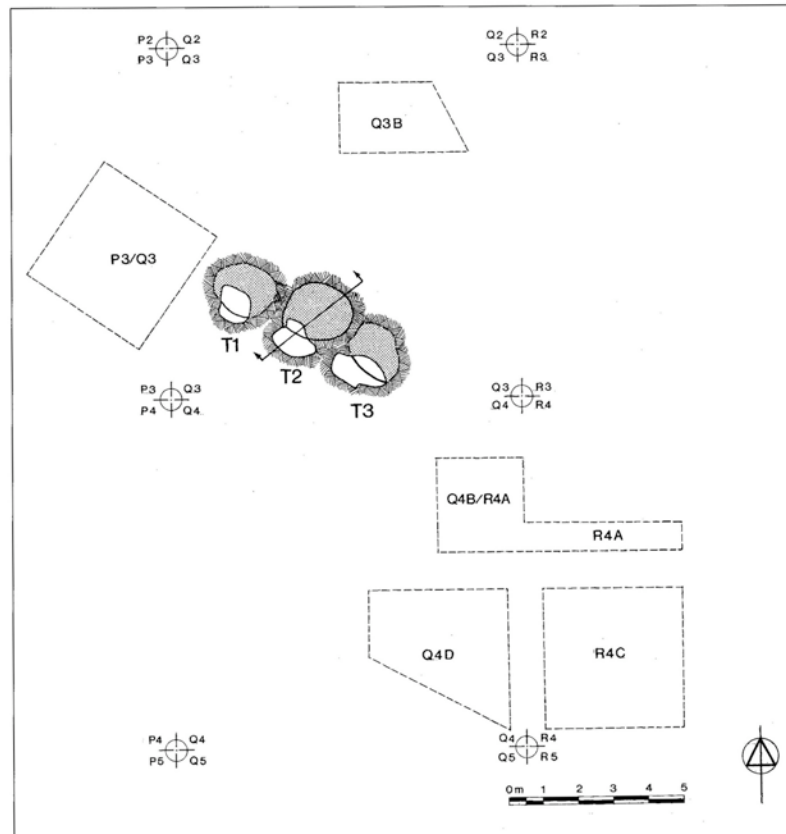 P2 Q2
P3 Q3
Q2 R2
Q3 R3
Q3B
P3/Q3
T1
T2
T3
P3 Q3
P4 Q4
Q3 R3
Q4 R4
Q4B/R4A
R4A
Q4D
R4C
P4 Q4
P5 Q5
Q4 R4
Q5 R5
0m 1 2 3 4 5